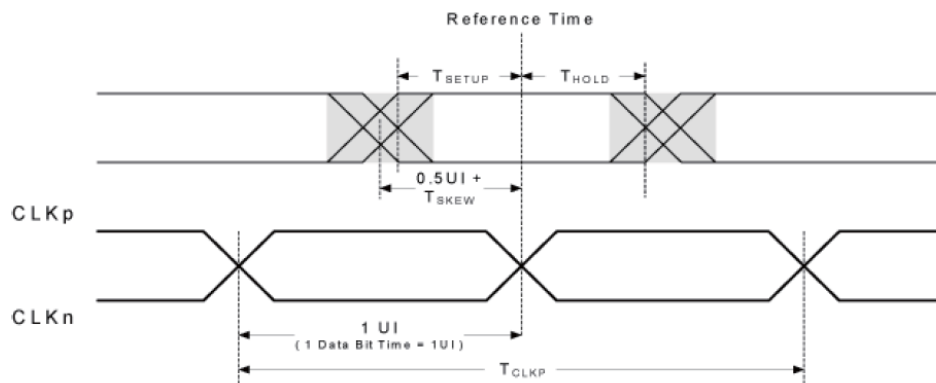 Reference Time
TSETUP THOLD
0.5UI +
TSKEW
CLKp
CLKn
1 UI
( 1 Data Bit Time = 1UI )
TCLKP